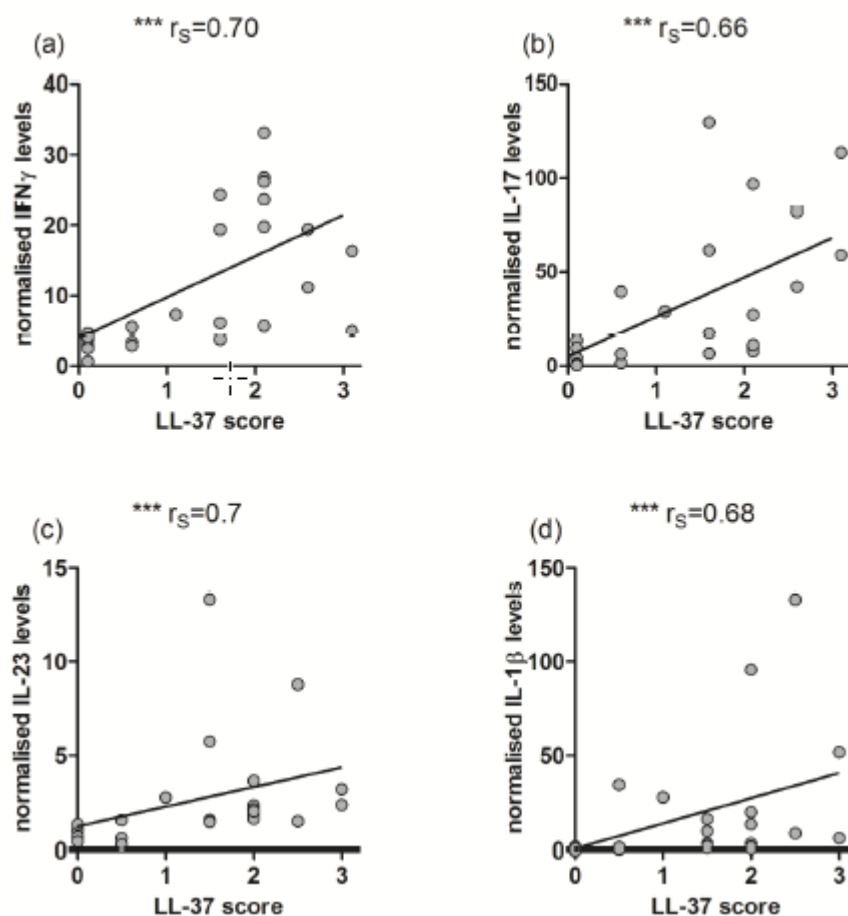 (a)
*** rS=0.70
normalised IFNγ levels
40
30
20
10
0
0 1 2 3
LL-37 score
(b)
*** rS=0.66
normalised IL-17 levels
150
100
50
0
0 1 2 3
LL-37 score
(c)
*** rS=0.7
normalised IL-23 levels
15
10
5
0
0 1 2 3
LL-37 score
(d)
*** rS=0.68
normalised IL-1β levels
150
100
50
0
0 1 2 3
LL-37 score